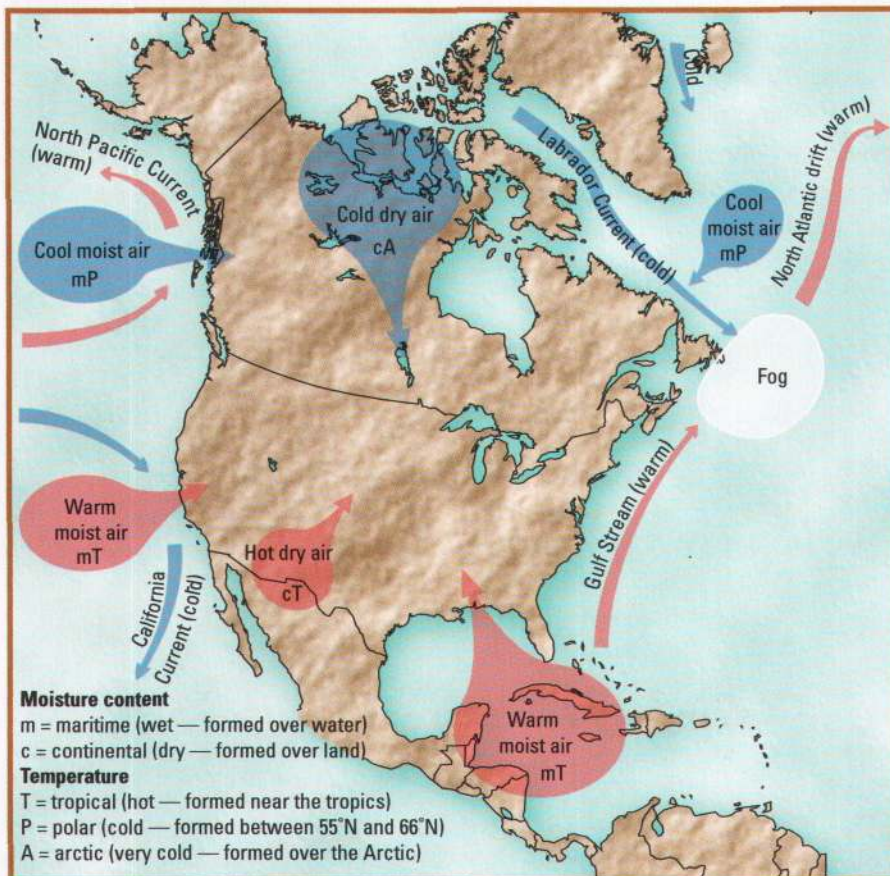 Cold
North Pacific Current
(warm)
Labrador Current (cold)
North Atlantic drift (warm)
Cold dry air
cA
Cool
moist air
mP
Cool moist air
mP
Fog
Gulf Stream (warm)
Warm
moist air
mT
Hot dry air
cT
California
Current (cold)
Warm
moist air
mT
Moisture content
m = maritime (wet — formed over water)
c = continental (dry — formed over land)
Temperature
T = tropical (hot — formed near the tropics)
P = polar (cold — formed between 55°N and 66°N)
A = arctic (very cold — formed over the Arctic)